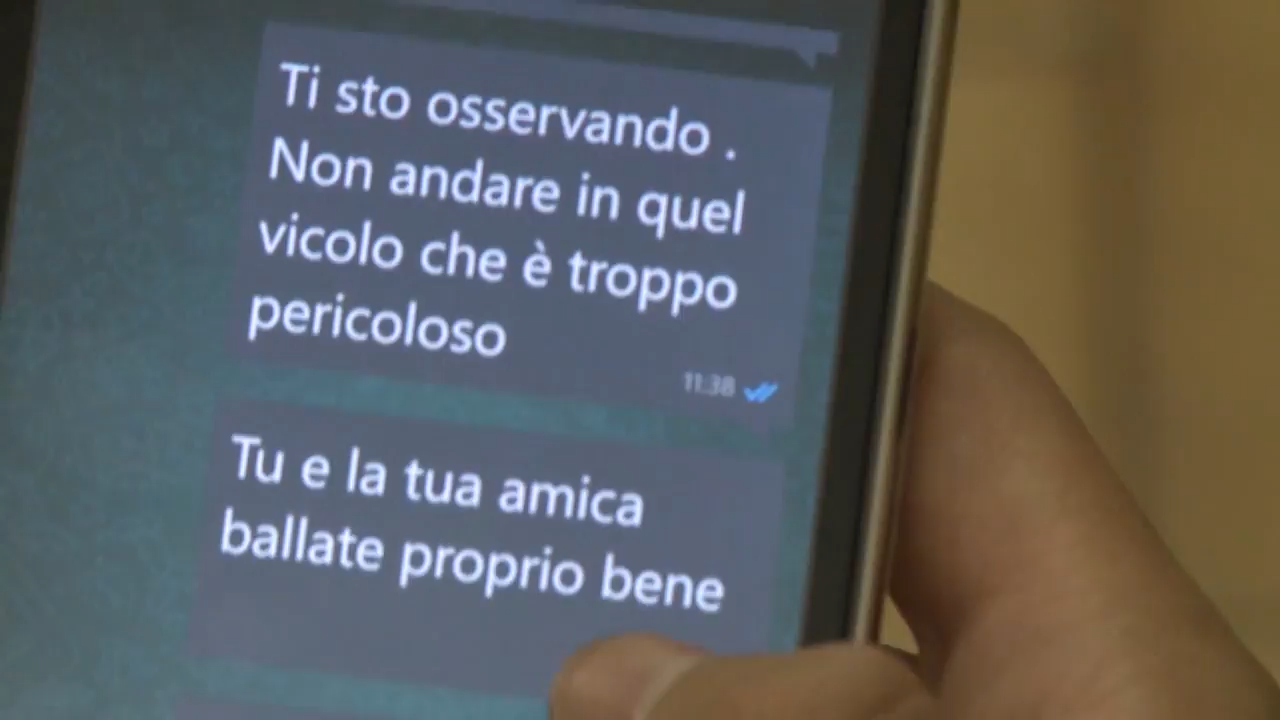 Ti sto osservando .
Non andare in quel
vicolo che è troppo
pericoloso
11:38
Tu e la tua amica
ballate proprio bene